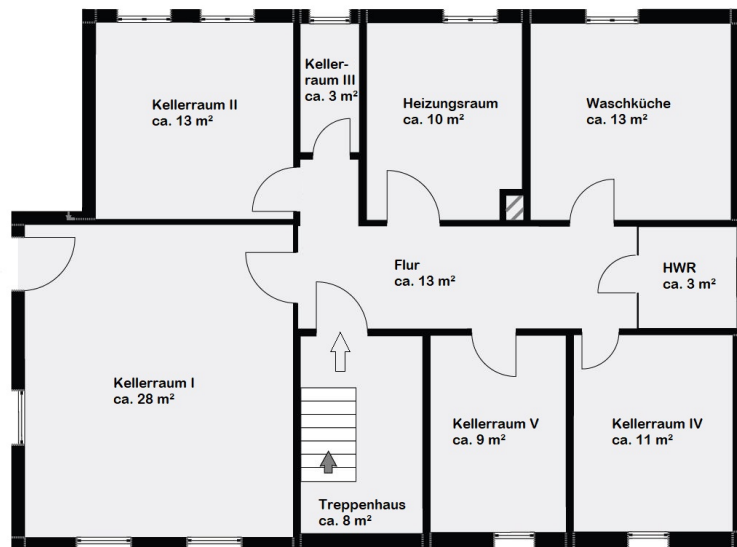 Kellerraum II
ca. 13 m²
Keller-
raum III
ca. 3 m²
Heizungsraum
ca. 10 m²
Waschküche
ca. 13 m²
Flur
ca. 13 m²
HWR
ca. 3 m²
Kellerraum I
ca. 28 m²
Treppenhaus
ca. 8 m²
Kellerraum V
ca. 9 m²
Kellerraum IV
ca. 11 m²